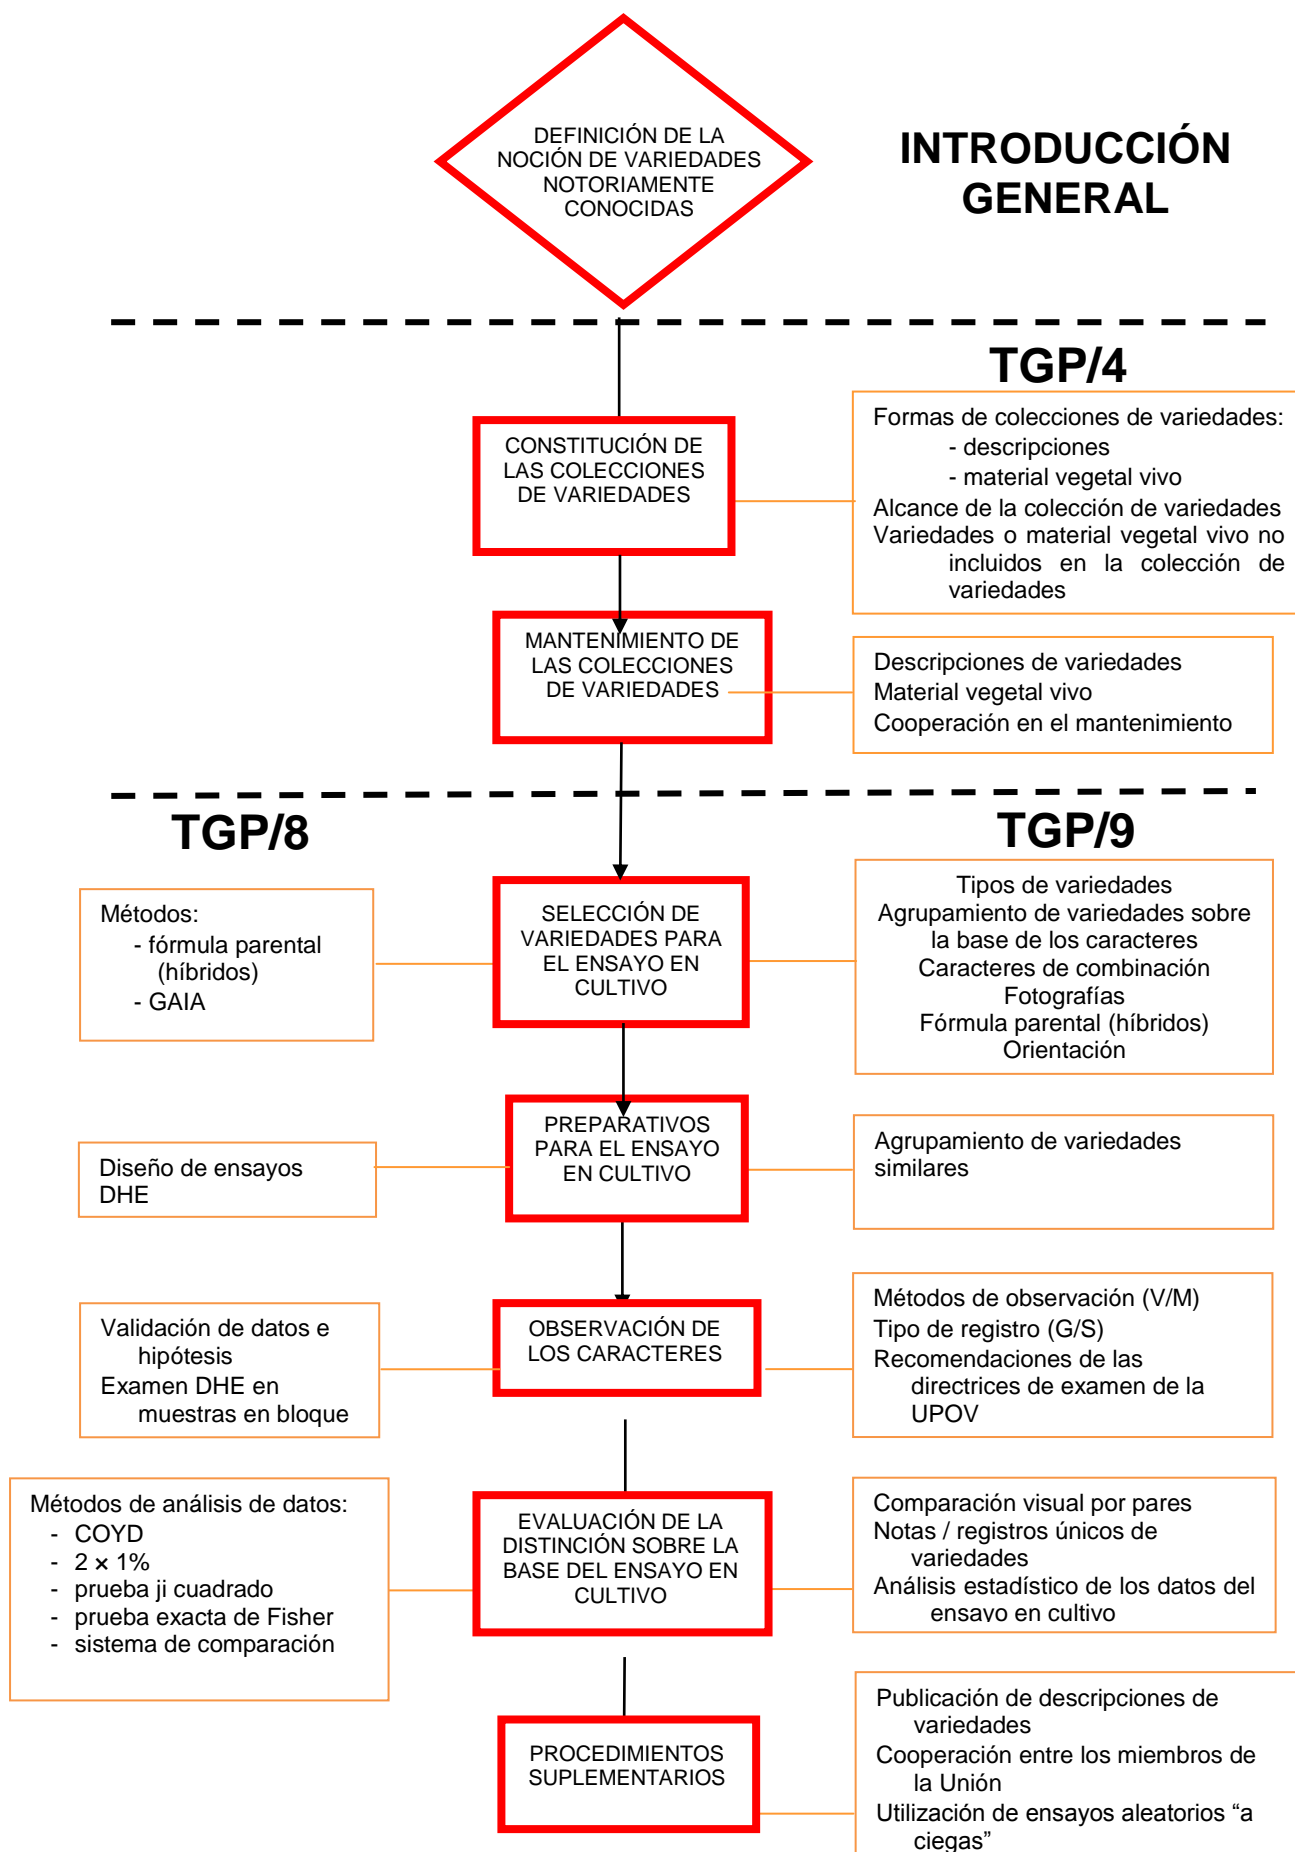 DEFINICIÓN DE LA
NOCIÓN DE VARIEDADES
NOTORIAMENTE
CONOCIDAS
INTRODUCCIÓN
GENERAL
TGP/4
CONSTITUCIÓN DE
LAS COLECCIONES
DE VARIEDADES
Formas de colecciones de variedades:
- descripciones
- material vegetal vivo
Alcance de la colección de variedades
Variedades o material vegetal vivo no
incluidos en la colección de
variedades
MANTENIMIENTO DE
LAS COLECCIONES
DE VARIEDADES
Descripciones de variedades
Material vegetal vivo
Cooperación en el mantenimiento
TGP/8
TGP/9
Métodos:
- fórmula parental
(híbridos)
- GAIA
SELECCIÓN DE
VARIEDADES PARA
EL ENSAYO EN
CULTIVO
Tipos de variedades
Agrupamiento de variedades sobre
la base de los caracteres
Caracteres de combinación
Fotografías
Fórmula parental (híbridos)
Orientación
Diseño de ensayos
DHE
PREPARATIVOS
PARA EL ENSAYO
EN CULTIVO
Agrupamiento de variedades
similares
Validación de datos e
hipótesis
Examen DHE en
muestras en bloque
OBSERVACIÓN DE
LOS CARACTERES
Métodos de observación (V/M)
Tipo de registro (G/S)
Recomendaciones de las
directrices de examen de la
UPOV
Métodos de análisis de datos:
- COYD
- 2 × 1%
- prueba ji cuadrado
- prueba exacta de Fisher
- sistema de comparación
EVALUACIÓN DE LA
DISTINCIÓN SOBRE LA
BASE DEL ENSAYO EN
CULTIVO
Comparación visual por pares
Notas / registros únicos de
variedades
Análisis estadístico de los datos del
ensayo en cultivo
PROCEDIMIENTOS
SUPLEMENTARIOS
Publicación de descripciones de
variedades
Cooperación entre los miembros de
la Unión
Utilización de ensayos aleatorios “a
ciegas”